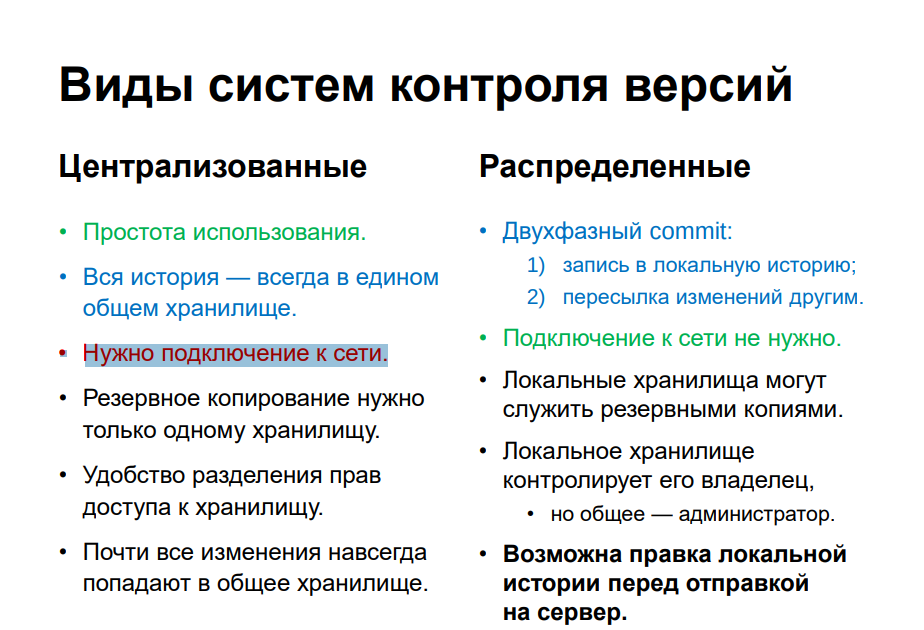 Виды систем контроля версий
Централизованные
• Простота использования.
• Вся история — всегда в едином
общем хранилище.
• Нужно подключение к сети.
• Резервное копирование нужно
только одному хранилищу.
• Удобство разделения прав
доступа к хранилищу.
• Почти все изменения навсегда
попадают в общее хранилище.
Распределенные
• Двухфазный commit:
1) запись в локальную историю;
2) пересылка изменений другим.
• Подключение к сети не нужно.
• Локальные хранилища могут
служить резервными копиями.
• Локальное хранилище
контролирует его владелец,
• но общее — администратор.
• Возможна правка локальной
истории перед отправкой
на сервер.